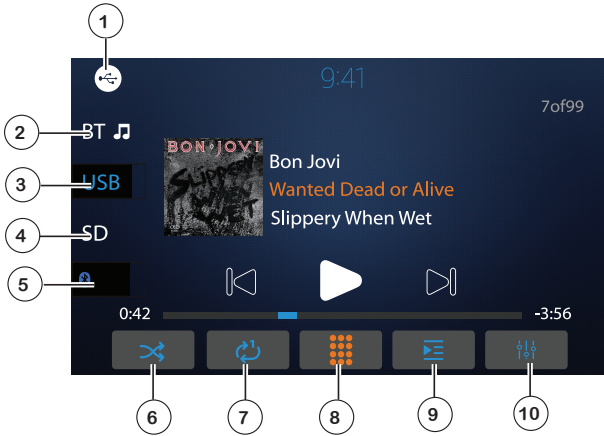 1
9:41
7of99
2
BT
BON JOVI
SLIPPERY
WHEN
WET
Bon Jovi
3
USB
Wanted Dead or Alive
Slippery When Wet
4
SD
5
0:42
-3:56
1
6
7
8
9
10